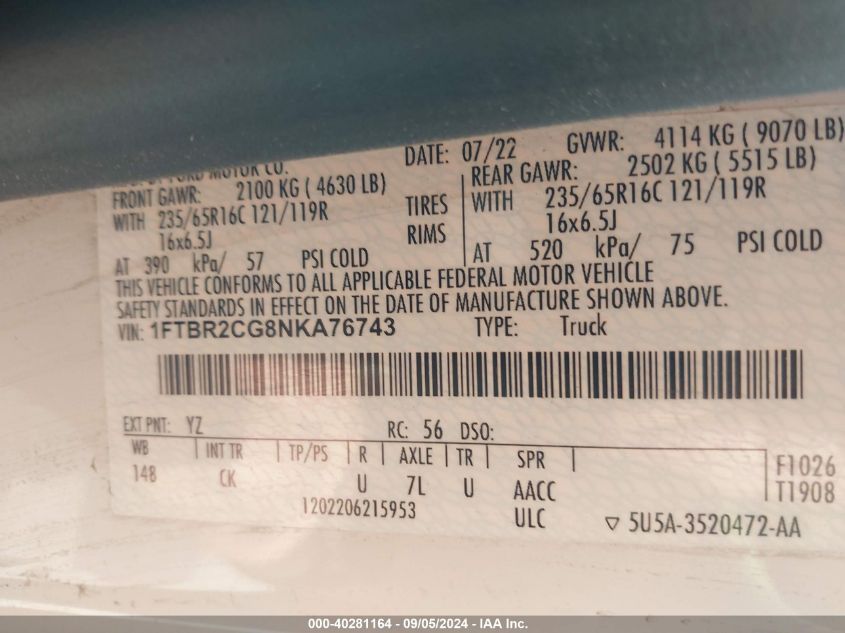 FORD MOTOR CO.
DATE: 07/22 GVWR: 4114 KG ( 9070 LB)
FRONT GAWR: 2100 KG ( 4630 LB) REAR GAWR: 2502 KG ( 5515 LB)
WITH 235/65R16C 121/119R TIRES WITH 235/65R16C 121/119R
16x6.5J RIMS 16x6.5J
AT 390 kPa/ 57 PSI COLD AT 520 kPa/ 75 PSI COLD
THIS VEHICLE CONFORMS TO ALL APPLICABLE FEDERAL MOTOR VEHICLE
SAFETY STANDARDS IN EFFECT ON THE DATE OF MANUFACTURE SHOWN ABOVE.
VIN: 1FTBR2CG8NKA76743 TYPE: Truck
EXT PNT: YZ RC: 56 DSO:
WB INT TR TP/PS R AXLE TR SPR F1026
148 CK U 7L U AACC T1908
1202206215953 ULC ▽ 5U5A-3520472-AA
000-40281164 - 09/05/2024 - IAA Inc.